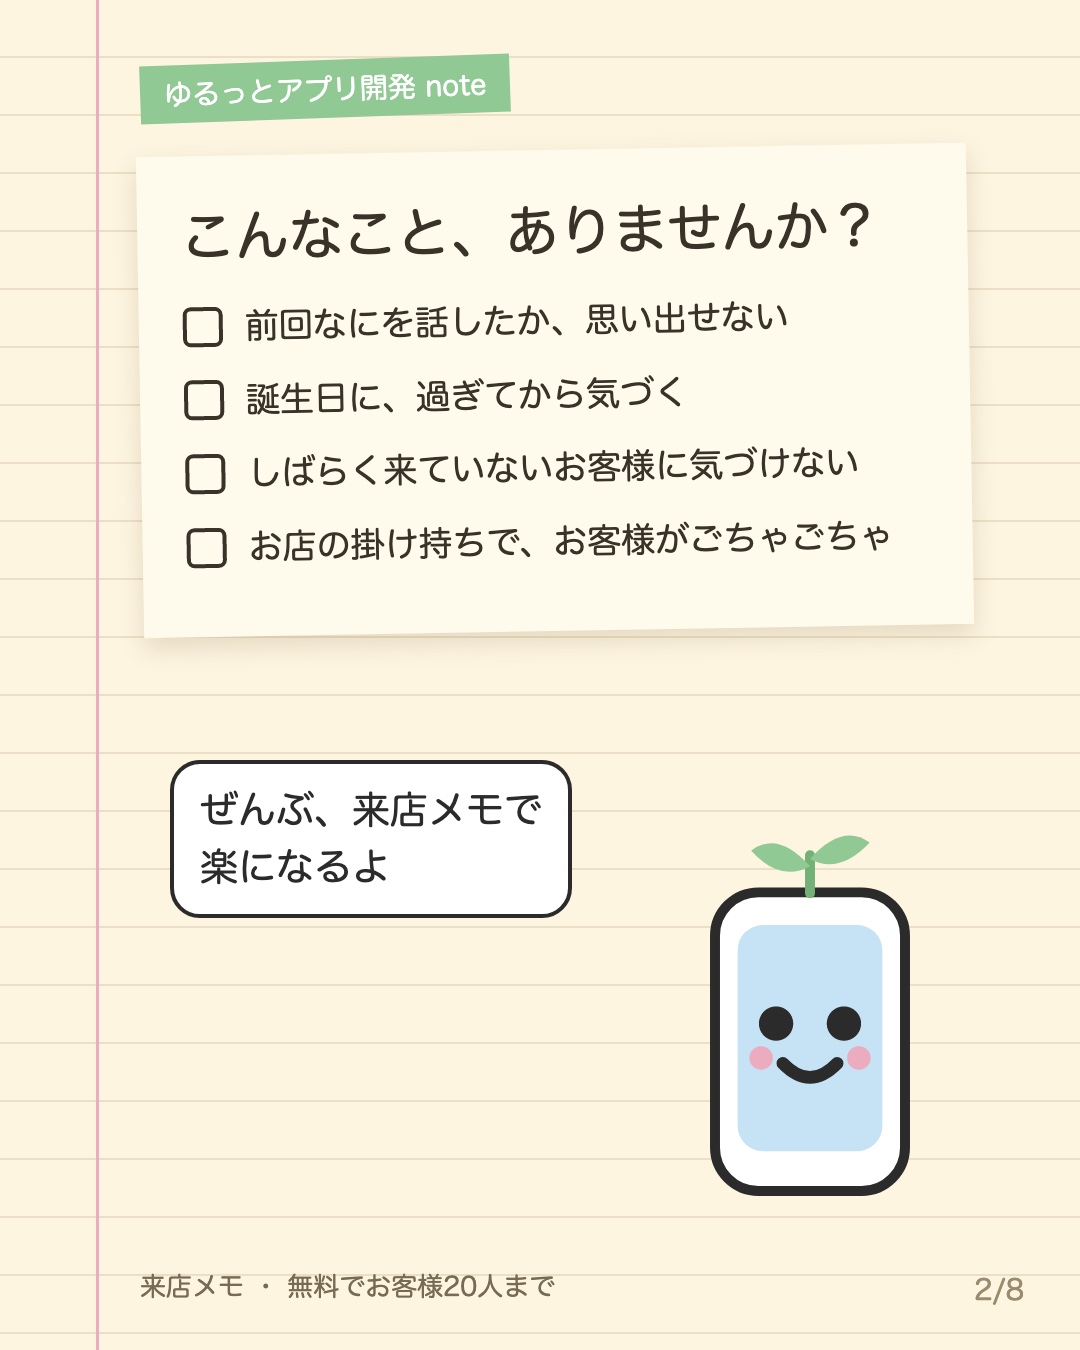 ゆるっとアプリ開発 note
こんなこと、ありませんか？
前回なにを話したか、思い出せない
誕生日に、過ぎてから気づく
しばらく来ていないお客様に気づけない
お店の掛け持ちで、お客様がごちゃごちゃ
ぜんぶ、来店メモで
楽になるよ
来店メモ ・ 無料でお客様20人まで
2/8